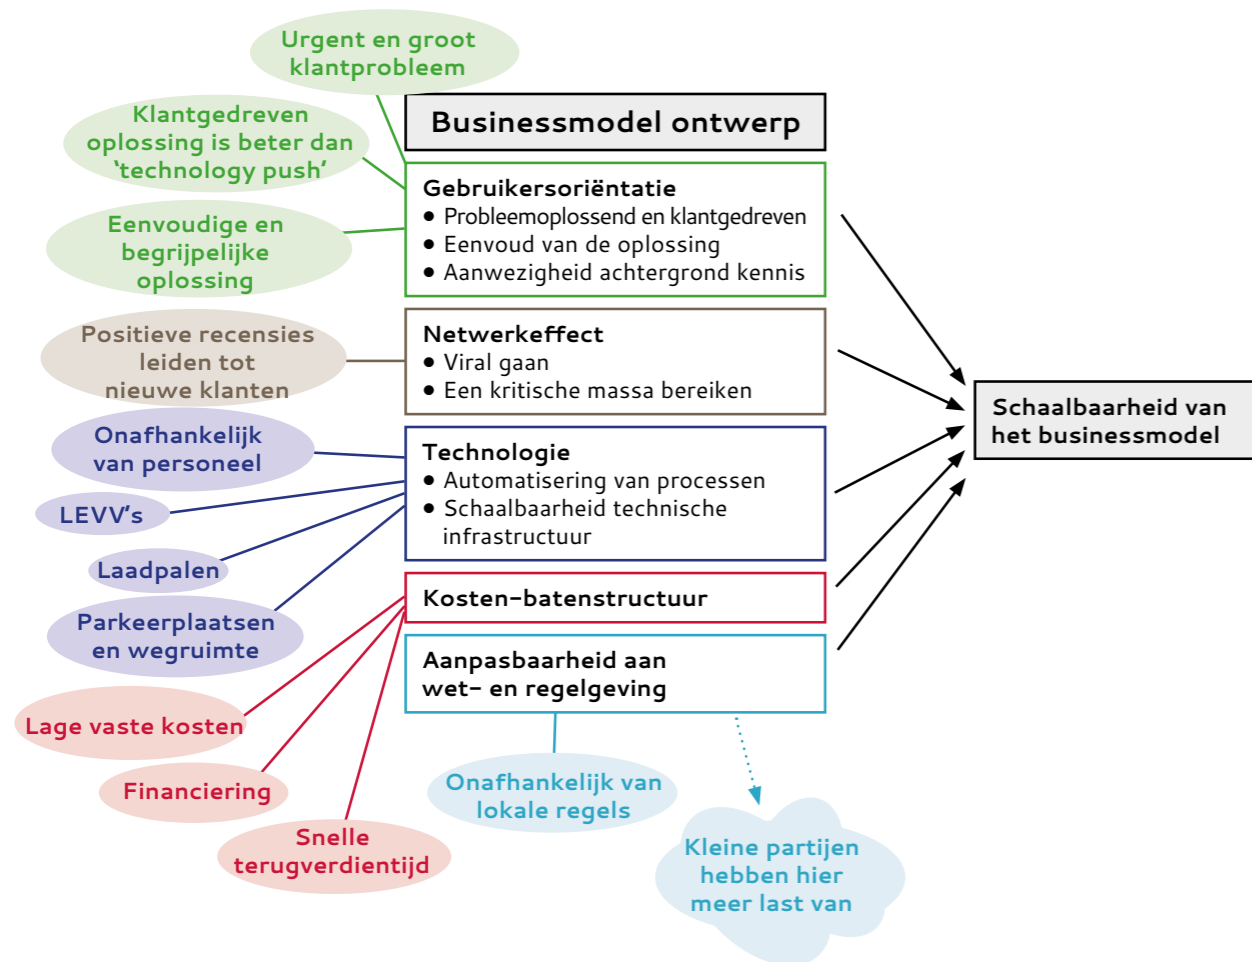 Urgent en groot
klantprobleem
Klantgedreven
oplossing is beter dan
‘technology push’
Eenvoudige en
begrijpelijke
oplossing
Positieve recensies
leiden tot
nieuwe klanten
Onafhankelijk
van personeel
LEVV’s
Laadpalen
Parkeerplaatsen
en wegruimte
Lage vaste kosten
Financiering
Snelle
terugverdientijd
Businessmodel ontwerp
Gebruikersoriëntatie
• Probleemoplossend en klantgedreven
• Eenvoud van de oplossing
• Aanwezigheid achtergrond kennis
Netwerkeffect
• Viral gaan
• Een kritische massa bereiken
Technologie
• Automatisering van processen
• Schaalbaarheid technische
infrastructuur
Kosten-batenstructuur
Aanpasbaarheid aan
wet- en regelgeving
Onafhankelijk van
lokale regels
Kleine partijen
hebben hier
meer last van
Schaalbaarheid van
het businessmodel